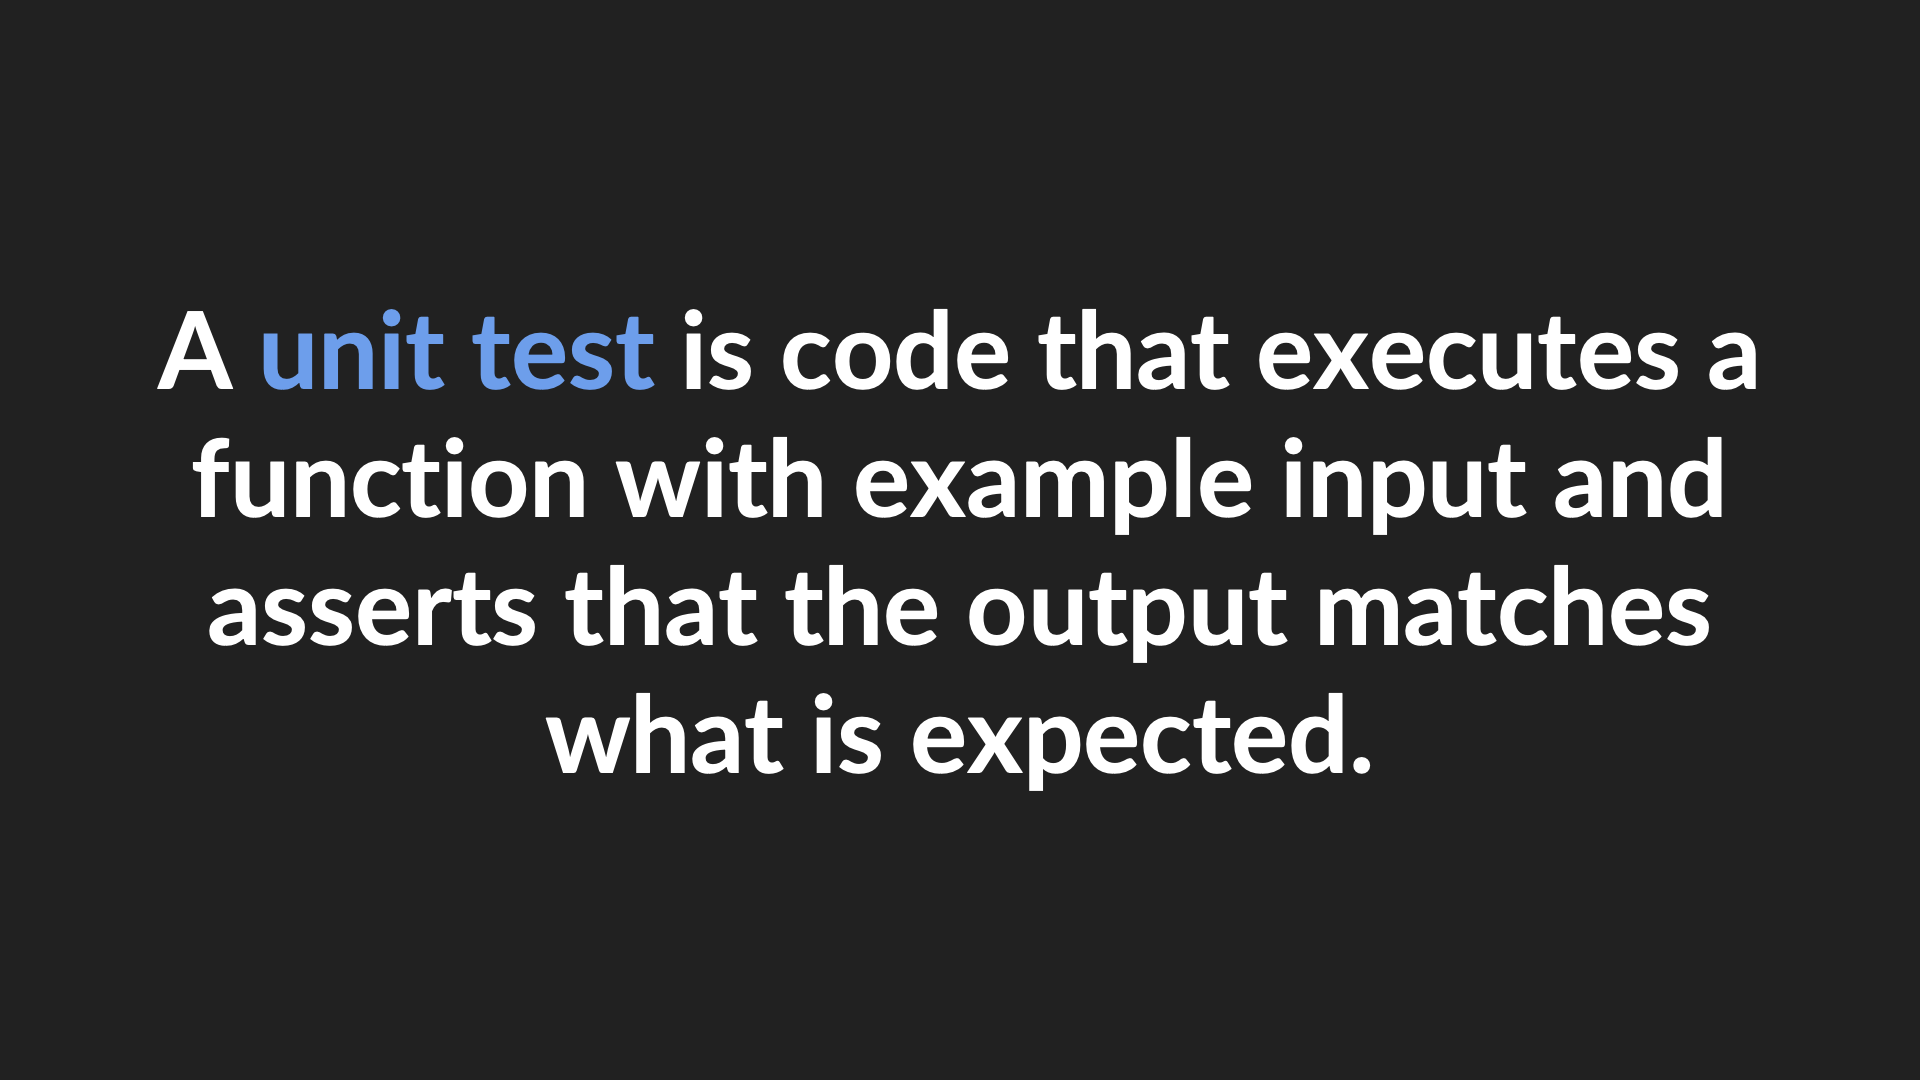 A unit test is code that executes a
function with example input and
asserts that the output matches
what is expected.